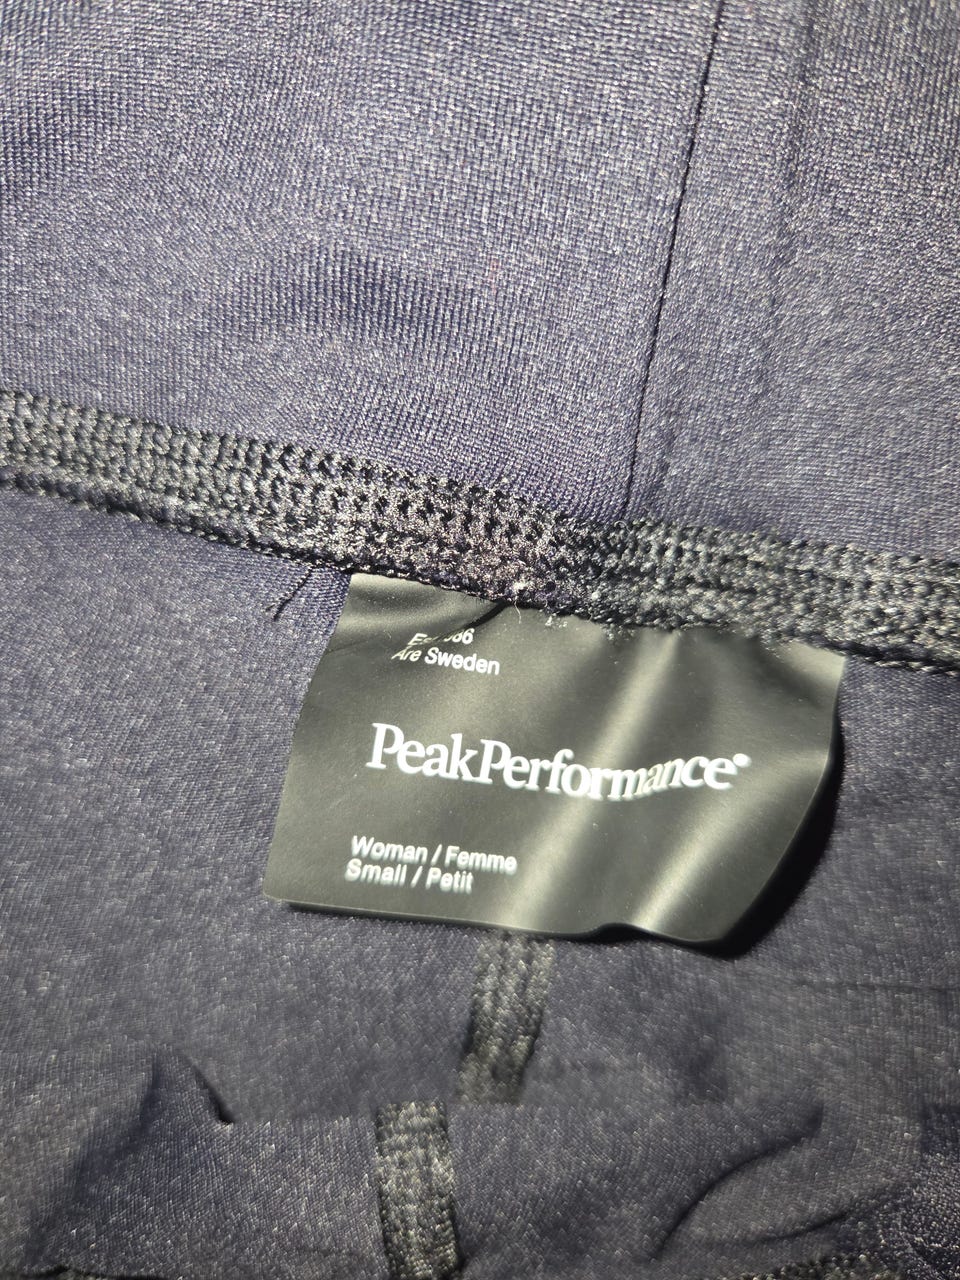 Are Sweden
PeakPerformance®
Woman / Femme
Small / Petit